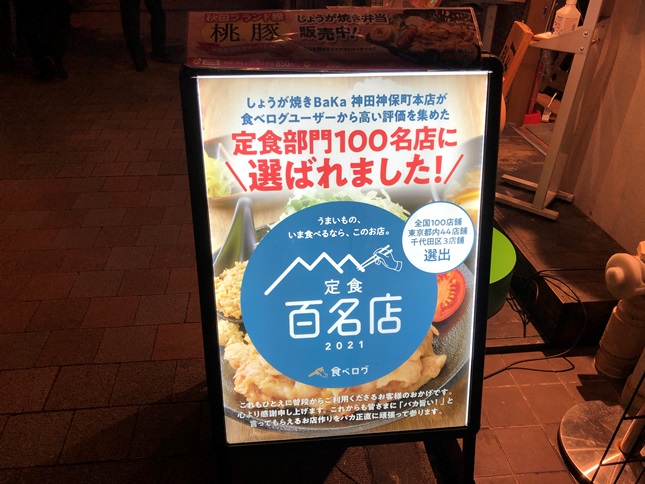 秋田ブランド豚
桃豚
しょうが焼き弁当
販売中!
しょうが焼きBaKa 神田神保町本店が
食べログユーザーから高い評価を集めた
定食部門100名店に
選ばれました!
うまいもの、
いま食べるなら、このお店。
全国100店舗
東京都内44店舗
千代田区3店舗
選出
定食
百名店
2021
食べログ
これもひとえに普段からご利用くださるお客様のおかげです。
心より感謝申し上げます。これからも皆さまに「バカ旨い!」と
言ってもらえるお店作りをバカ正直に頑張って参ります。